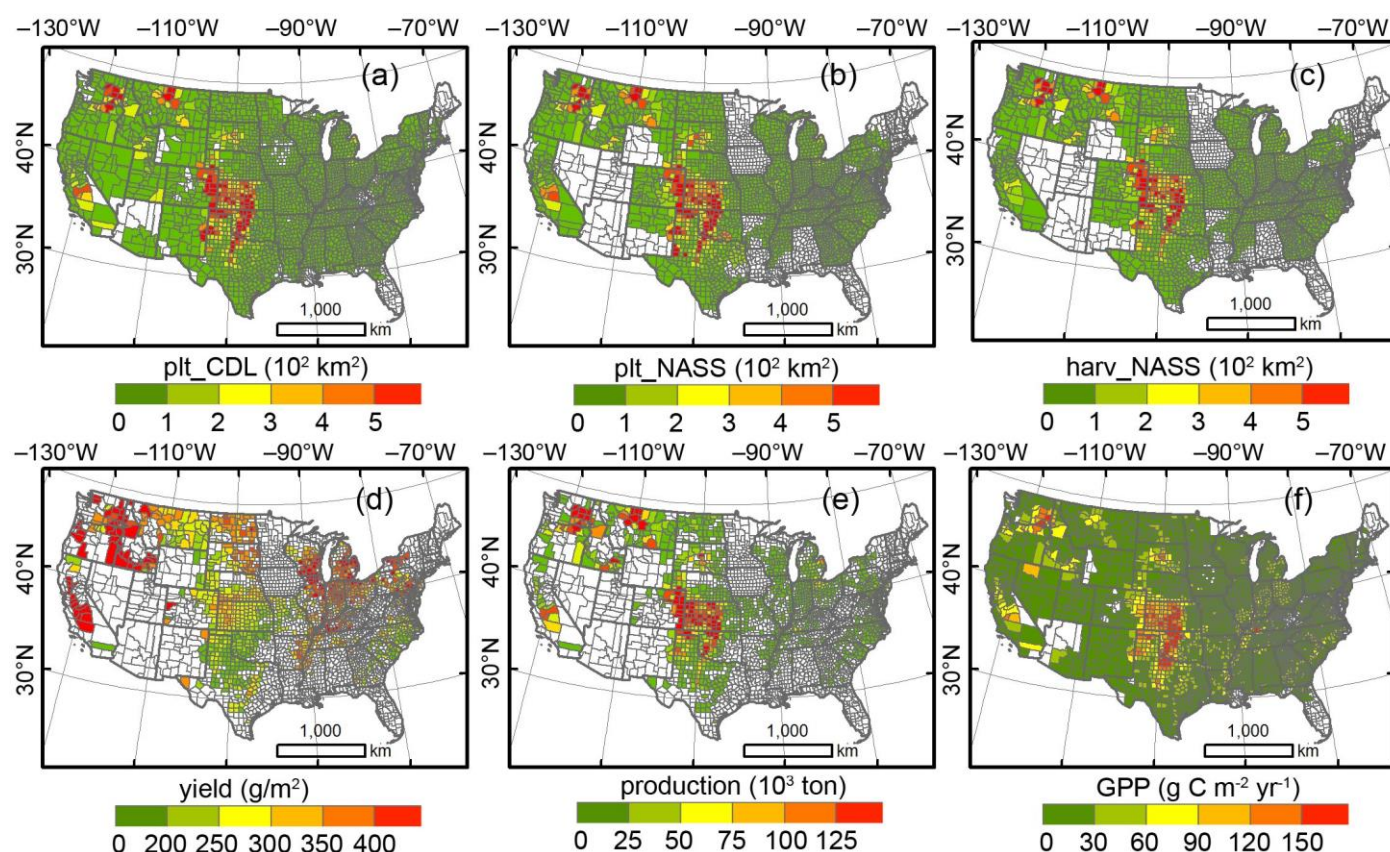 −130°W −110°W −90°W −70°W −130°W −110°W −90°W −70°W −130°W −110°W −90°W −70°W
(a) (b) (c)
40°N 40°N 40°N
30°N 30°N 30°N
1,000 1,000 1,000
km km km
plt_CDL (10² km²) plt_NASS (10² km²) harv_NASS (10² km²)
0 1 2 3 4 5 0 1 2 3 4 5 0 1 2 3 4 5
−130°W −110°W −90°W −70°W −130°W −110°W −90°W −70°W −130°W −110°W −90°W −70°W
(d) (e) (f)
40°N 40°N 40°N
30°N 30°N 30°N
1,000 1,000 1,000
km km km
yield (g/m²) production (10³ ton) GPP (g C m⁻² yr⁻¹)
0 200 250 300 350 400 0 25 50 75 100 125 0 30 60 90 120 150